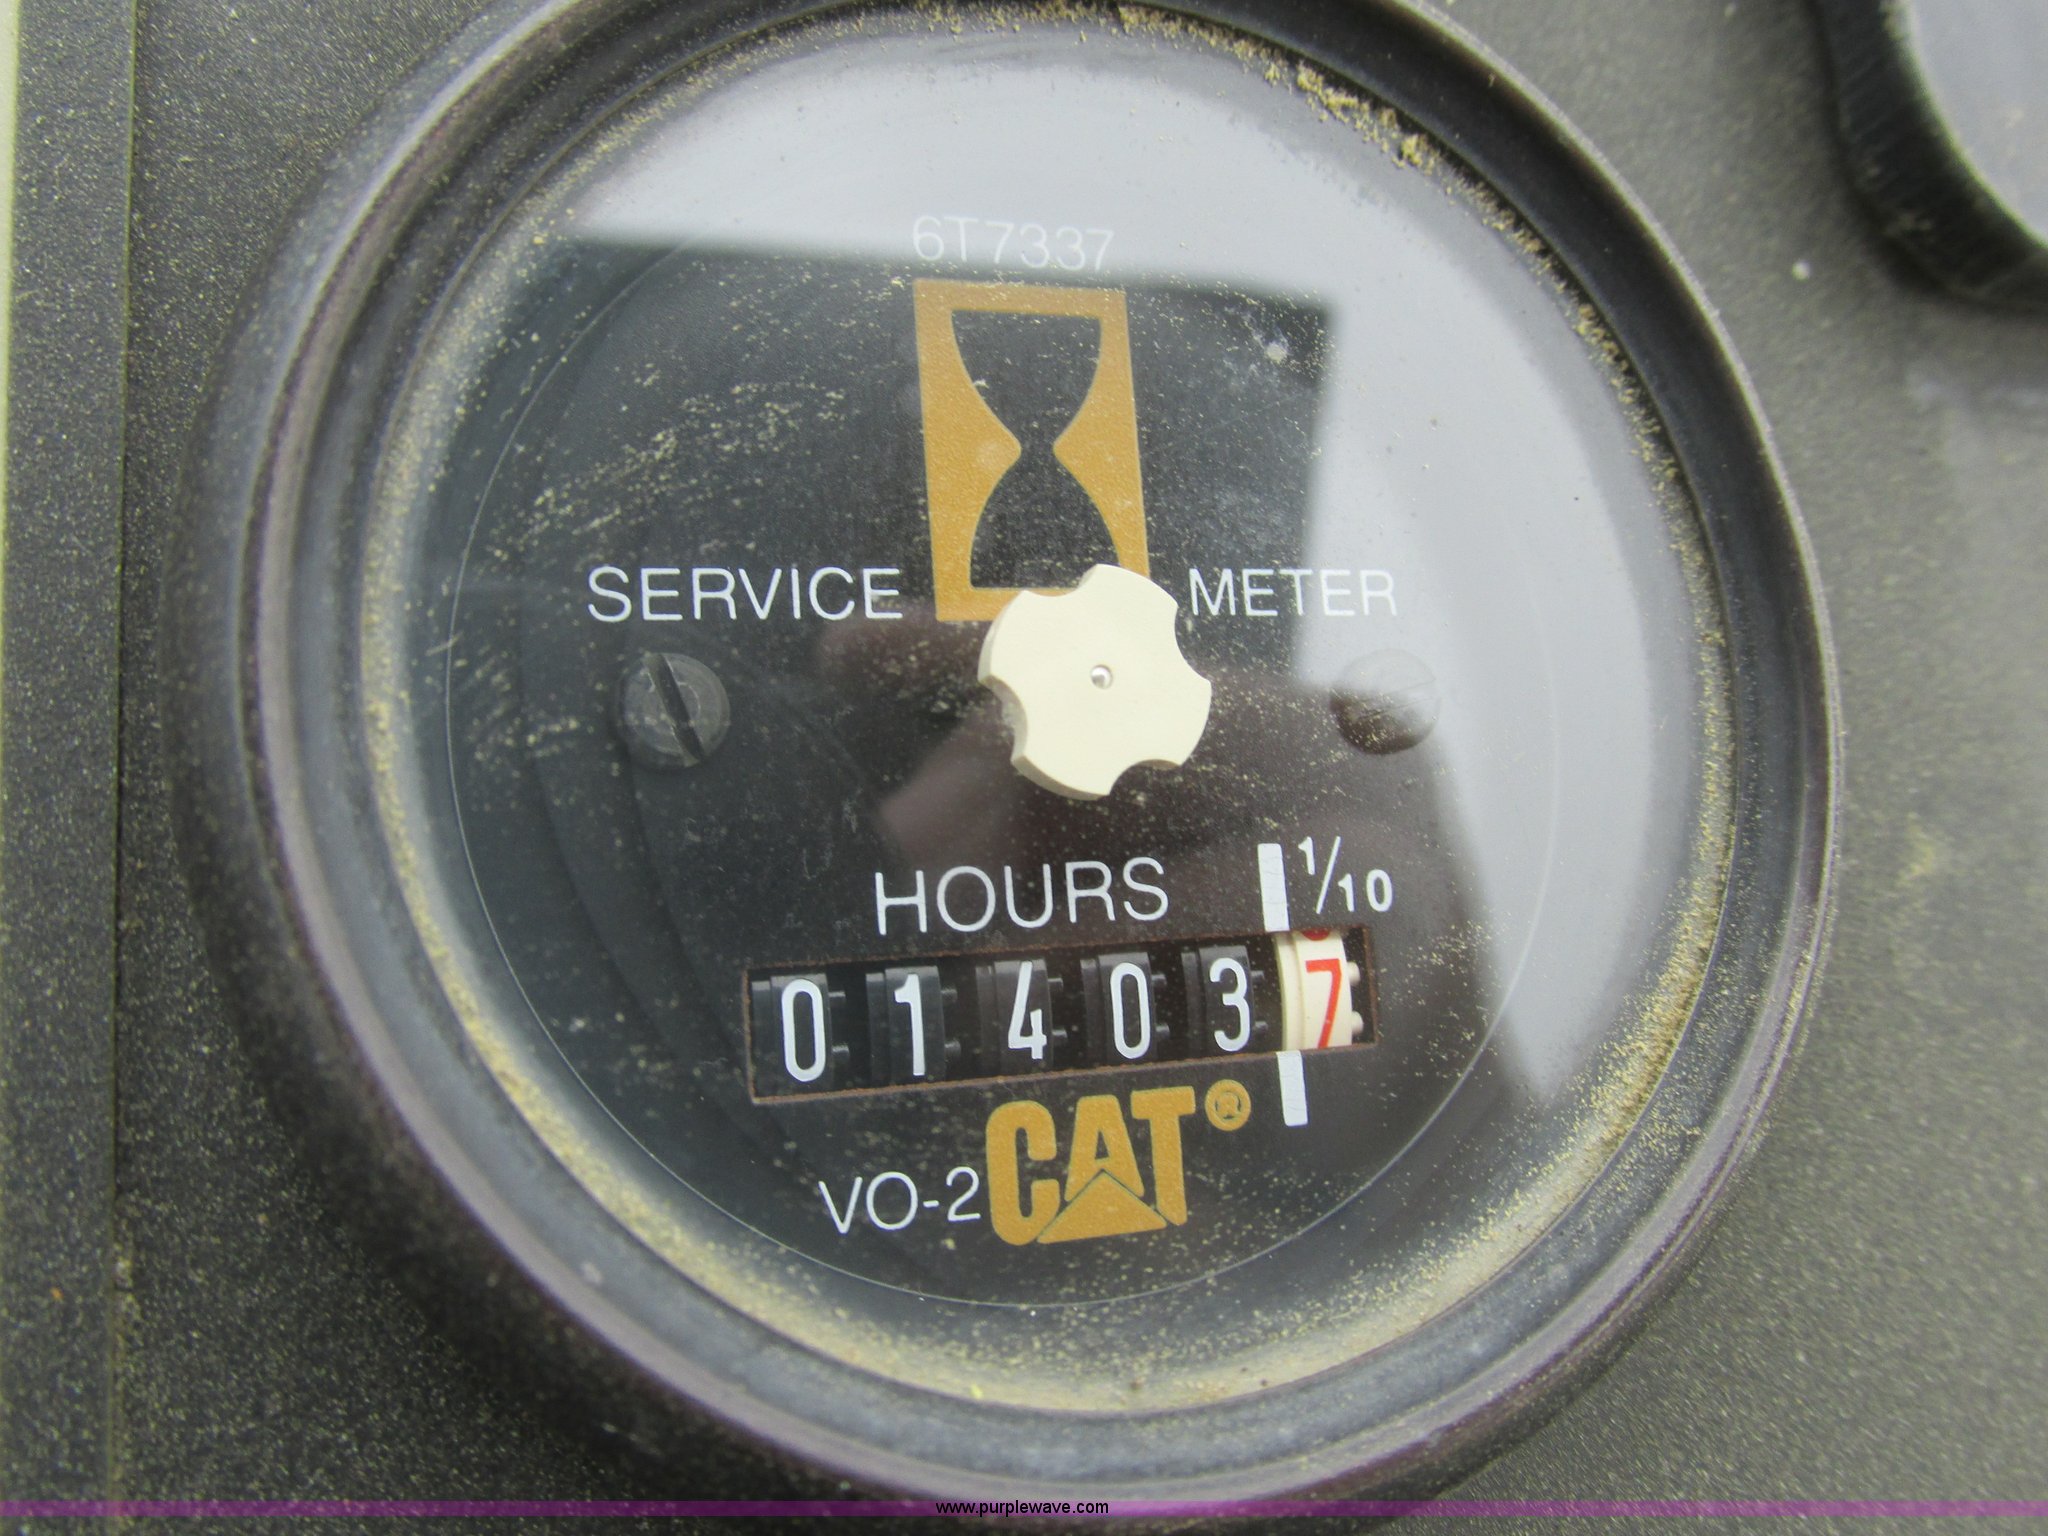 6T7337
SERVICE METER
HOURS 1/10
014037
VO-2 CAT®
www.purplewave.com